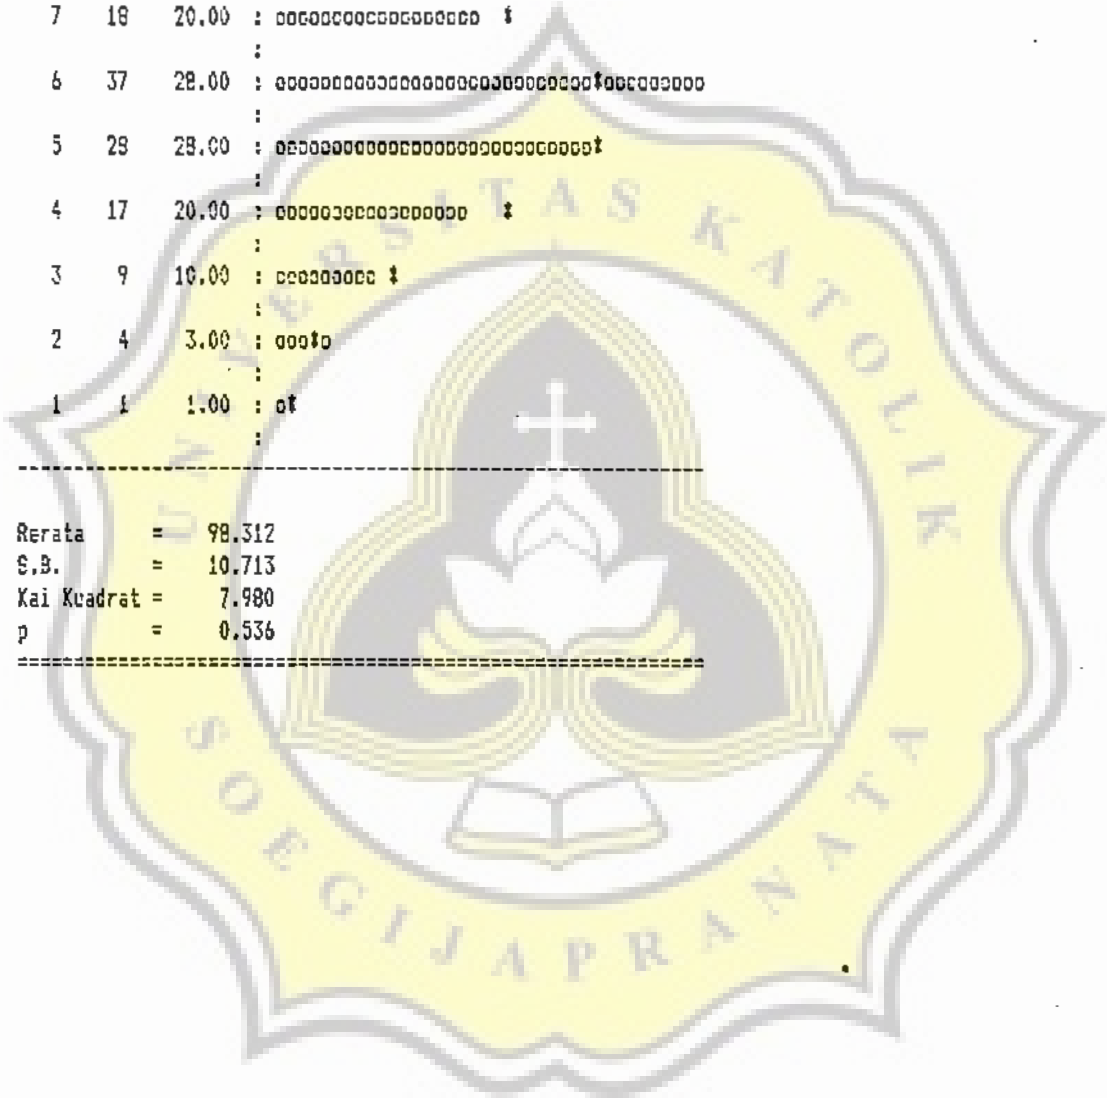 7 18 20.00 : oooooooooooooooooo *
:
6 37 28.00 : oooooooooooooooooooooooooooo*ooooooooo
:
5 28 28.00 : oooooooooooooooooooooooooooo*
:
4 17 20.00 : ooooooooooooooooo *
:
3 9 10.00 : ooooooooo *
:
2 4 3.00 : ooo*o
:
1 1 1.00 : o*
:
Rerata = 98.312
S.B. = 10.713
Kai Kuadrat = 7.980
p = 0.536
UNIVERSITAS KATOLIK
SOEGIJAPRANATA